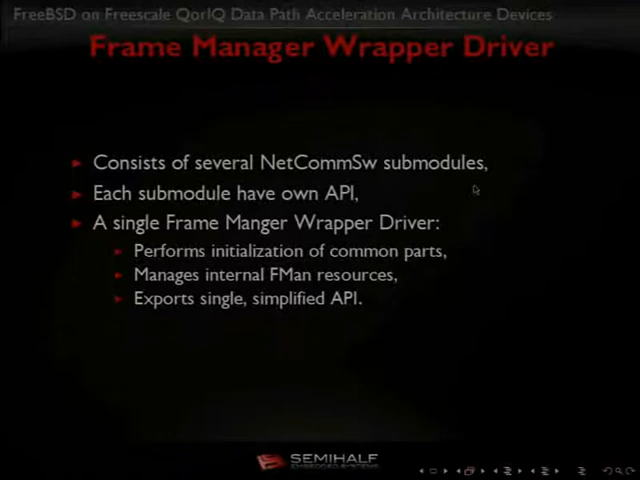 FreeBSD on Freescale QorIQ Data Path Acceleration Architecture Devices
Frame Manager Wrapper Driver
Consists of several NetCommSw submodules,
Each submodule have own API,
A single Frame Manger Wrapper Driver:
Performs initialization of common parts,
Manages internal FMan resources,
Exports single, simplified API.
SEMIHALF
EMBEDDED SYSTEMS